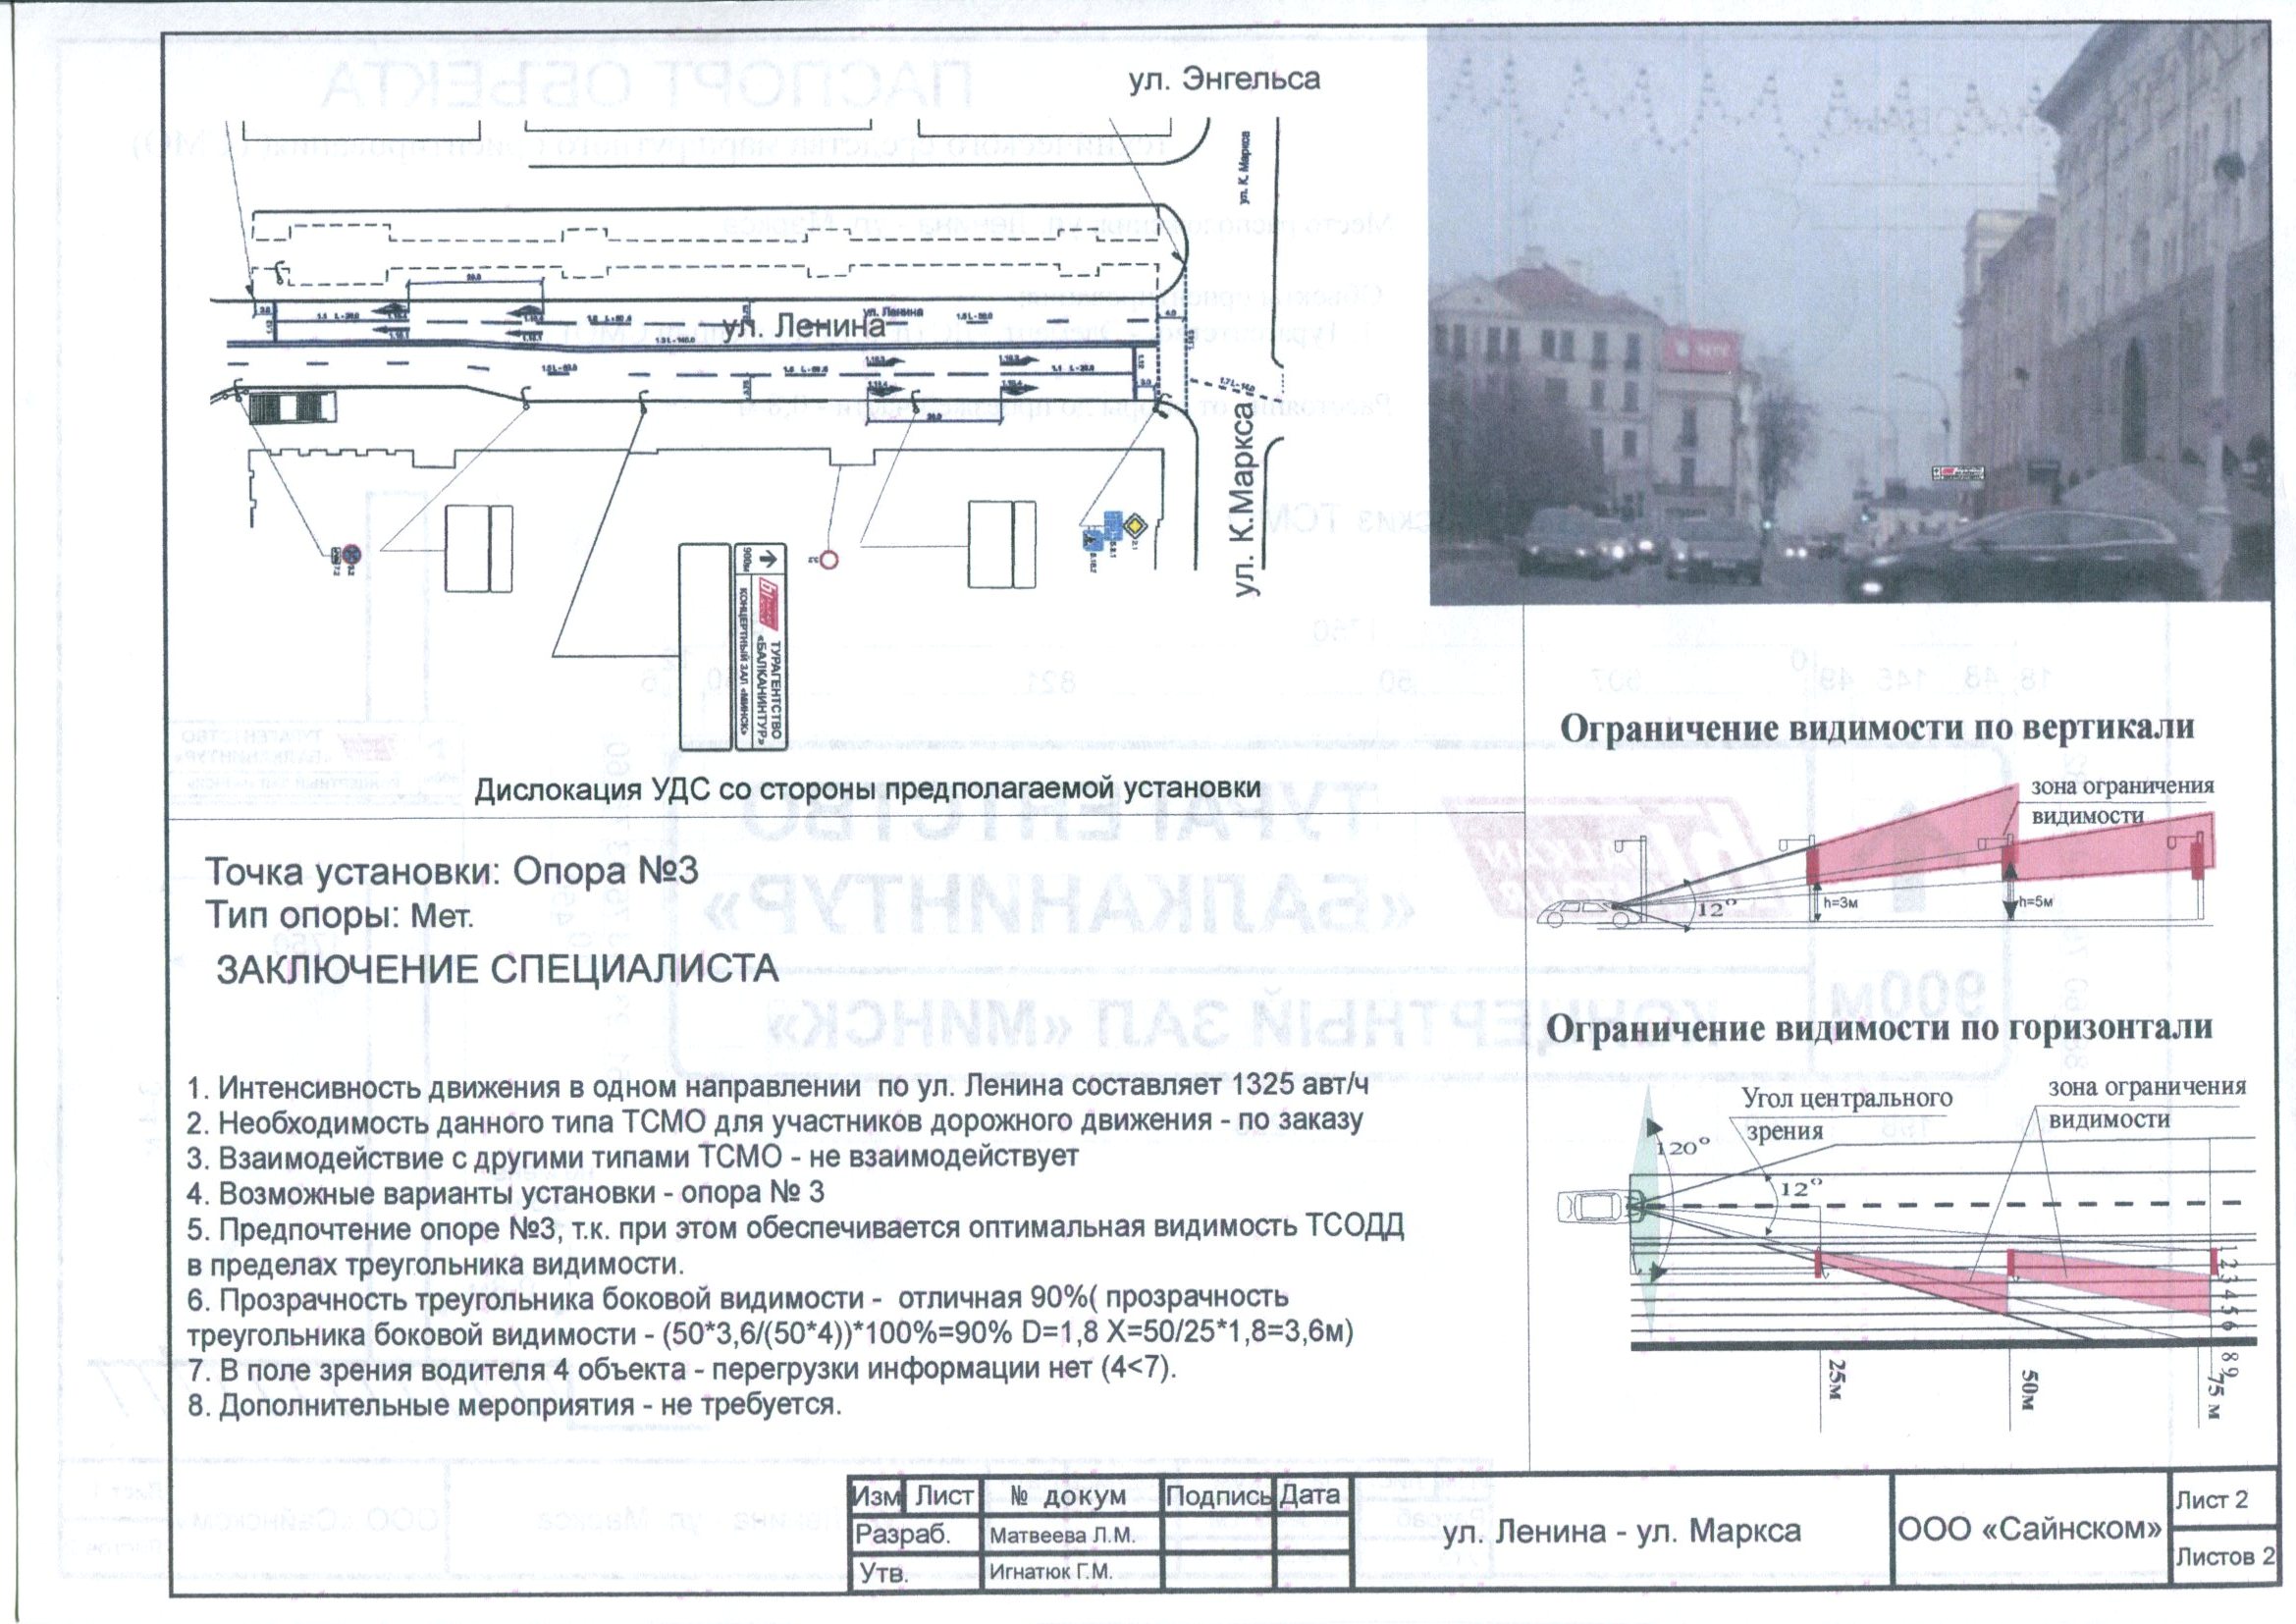 ул. Энгельса
ул. К. Маркса
ул. Ленина
ул. Ленина
ул. К.Маркса
900м
ТУРАГЕНТСТВО
«БАЛКАНИНТУР»
КОНЦЕРТНЫЙ ЗАЛ «МИНСК»
Дислокация УДС со стороны предполагаемой установки
Точка установки: Опора №3
Тип опоры: Мет.
ЗАКЛЮЧЕНИЕ СПЕЦИАЛИСТА
1. Интенсивность движения в одном направлении по ул. Ленина составляет 1325 авт/ч
2. Необходимость данного типа ТСМО для участников дорожного движения - по заказу
3. Взаимодействие с другими типами ТСМО - не взаимодействует
4. Возможные варианты установки - опора № 3
5. Предпочтение опоре №3, т.к. при этом обеспечивается оптимальная видимость ТСОДД
в пределах треугольника видимости.
6. Прозрачность треугольника боковой видимости - отличная 90%( прозрачность
треугольника боковой видимости - (50*3,6/(50*4))*100%=90% D=1,8 X=50/25*1,8=3,6м)
7. В поле зрения водителя 4 объекта - перегрузки информации нет (4<7).
8. Дополнительные мероприятия - не требуется.
Ограничение видимости по вертикали
зона ограничения
видимости
12°
h=3м
h=5м
Ограничение видимости по горизонтали
Угол центрального
зрения
зона ограничения
видимости
120°
12°
1 2 3 4 5 6
8 9
25м
50м
75 м
Изм Лист № докум Подпись Дата
Разраб. Матвеева Л.М.
Утв. Игнатюк Г.М.
ул. Ленина - ул. Маркса
ООО «Сайнском»
Лист 2
Листов 2